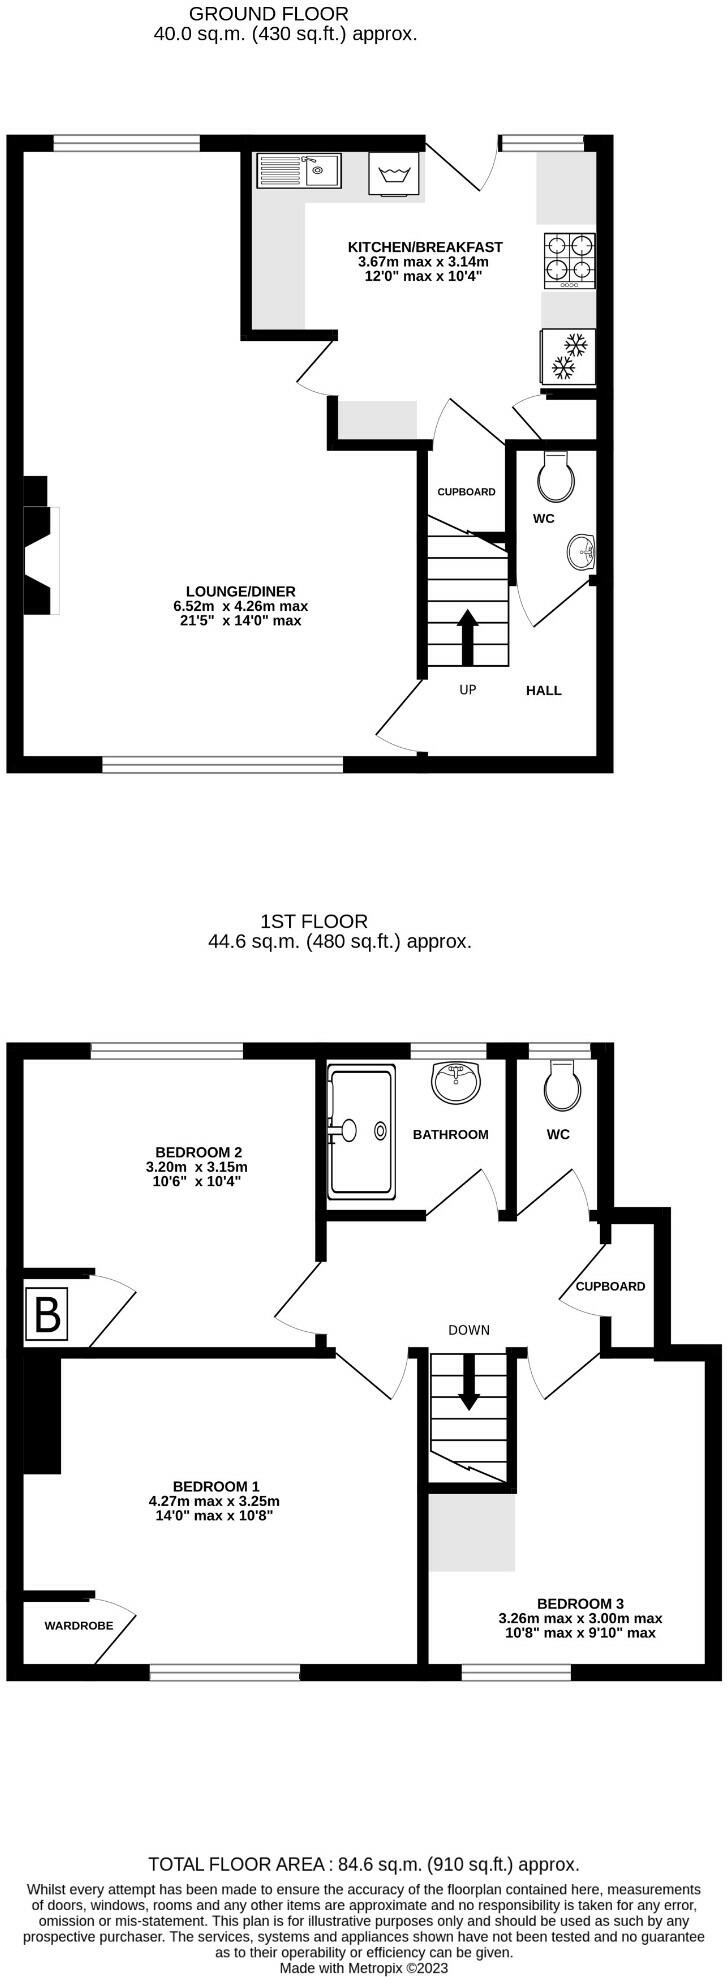 GROUND FLOOR
40.0 sq.m. (430 sq.ft.) approx.
KITCHEN/BREAKFAST
3.67m max x 3.14m
12'0" max x 10'4"
CUPBOARD
WC
LOUNGE/DINER
6.52m x 4.26m max
21'5" x 14'0" max
UP
HALL
1ST FLOOR
44.6 sq.m. (480 sq.ft.) approx.
BATHROOM
WC
BEDROOM 2
3.20m x 3.15m
10'6" x 10'4"
CUPBOARD
B
DOWN
BEDROOM 1
4.27m max x 3.25m
14'0" max x 10'8"
WARDROBE
BEDROOM 3
3.26m max x 3.00m max
10'8" max x 9'10" max
TOTAL FLOOR AREA : 84.6 sq.m. (910 sq.ft.) approx.
Whilst every attempt has been made to ensure the accuracy of the floorplan contained here, measurements
of doors, windows, rooms and any other items are approximate and no responsibility is taken for any error,
omission or mis-statement. This plan is for illustrative purposes only and should be used as such by any
prospective purchaser. The services, systems and appliances shown have not been tested and no guarantee
as to their operability or efficiency can be given.
Made with Metropix ©2023